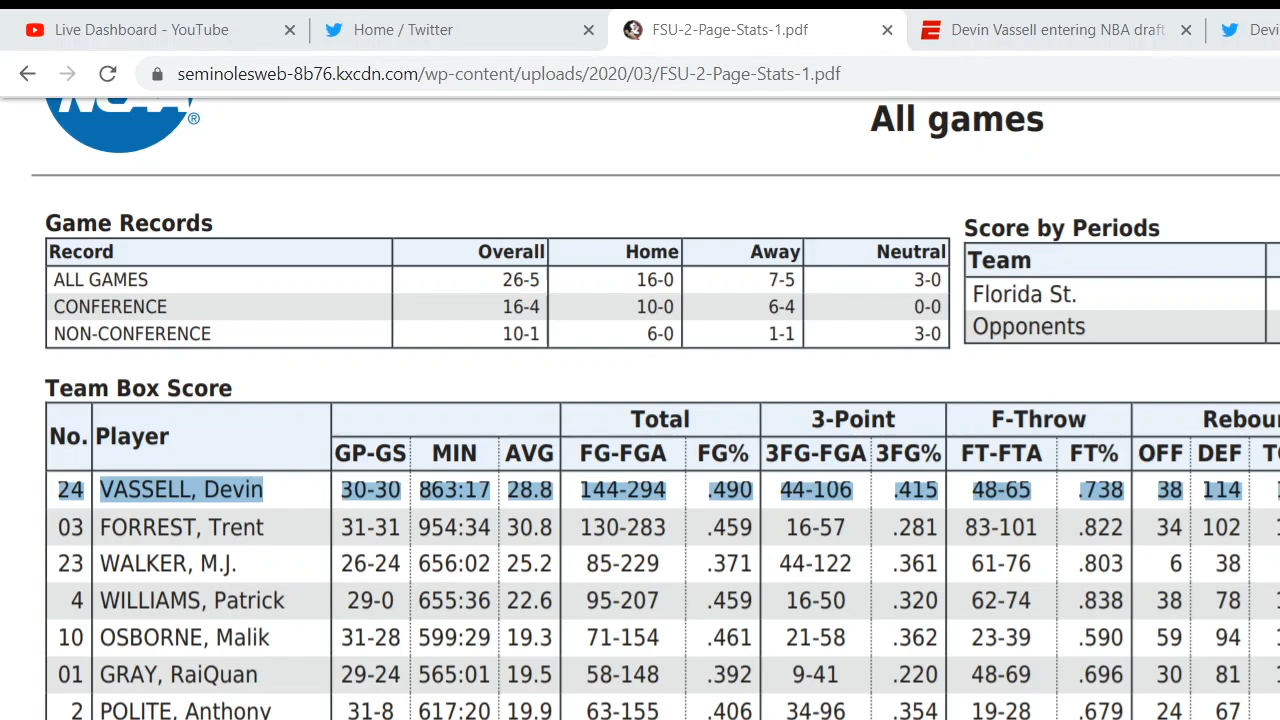 Live Dashboard - YouTube
Home / Twitter
FSU-2-Page-Stats-1.pdf
Devin Vassell entering NBA draft
Devi
seminolesweb-8b76.kxcdn.com/wp-content/uploads/2020/03/FSU-2-Page-Stats-1.pdf
NCAA ®
All games
Game Records
Record Overall Home Away Neutral
ALL GAMES 26-5 16-0 7-5 3-0
CONFERENCE 16-4 10-0 6-4 0-0
NON-CONFERENCE 10-1 6-0 1-1 3-0
Score by Periods
Team
Florida St.
Opponents
Team Box Score
Total 3-Point F-Throw Rebou
No. Player GP-GS MIN AVG FG-FGA FG% 3FG-FGA 3FG% FT-FTA FT% OFF DEF
24 VASSELL, Devin 30-30 863:17 28.8 144-294 .490 44-106 .415 48-65 .738 38 114
03 FORREST, Trent 31-31 954:34 30.8 130-283 .459 16-57 .281 83-101 .822 34 102
23 WALKER, M.J. 26-24 656:02 25.2 85-229 .371 44-122 .361 61-76 .803 6 38
4 WILLIAMS, Patrick 29-0 655:36 22.6 95-207 .459 16-50 .320 62-74 .838 38 78
10 OSBORNE, Malik 31-28 599:29 19.3 71-154 .461 21-58 .362 23-39 .590 59 94
01 GRAY, RaiQuan 29-24 565:01 19.5 58-148 .392 9-41 .220 48-69 .696 30 81
2 POLITE, Anthony 31-8 617:20 19.9 63-155 .406 34-96 .354 19-28 .679 24 67